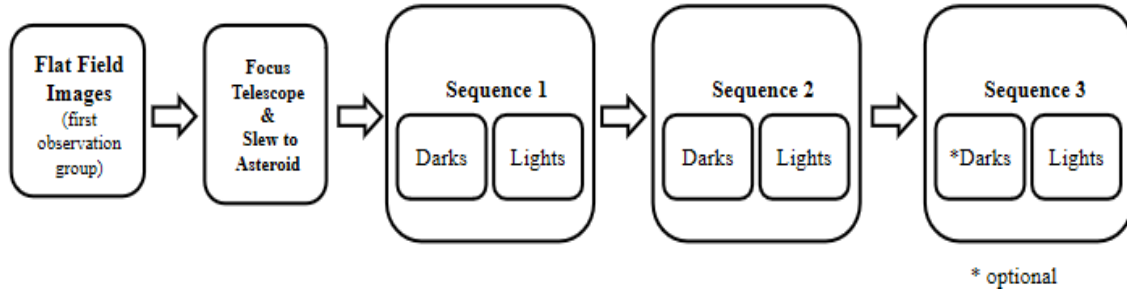 Flat Field
Images
(first
observation
group)
Focus
Telescope
&
Slew to
Asteroid
Sequence 1
Darks
Lights
Sequence 2
Darks
Lights
Sequence 3
*Darks
Lights
* optional